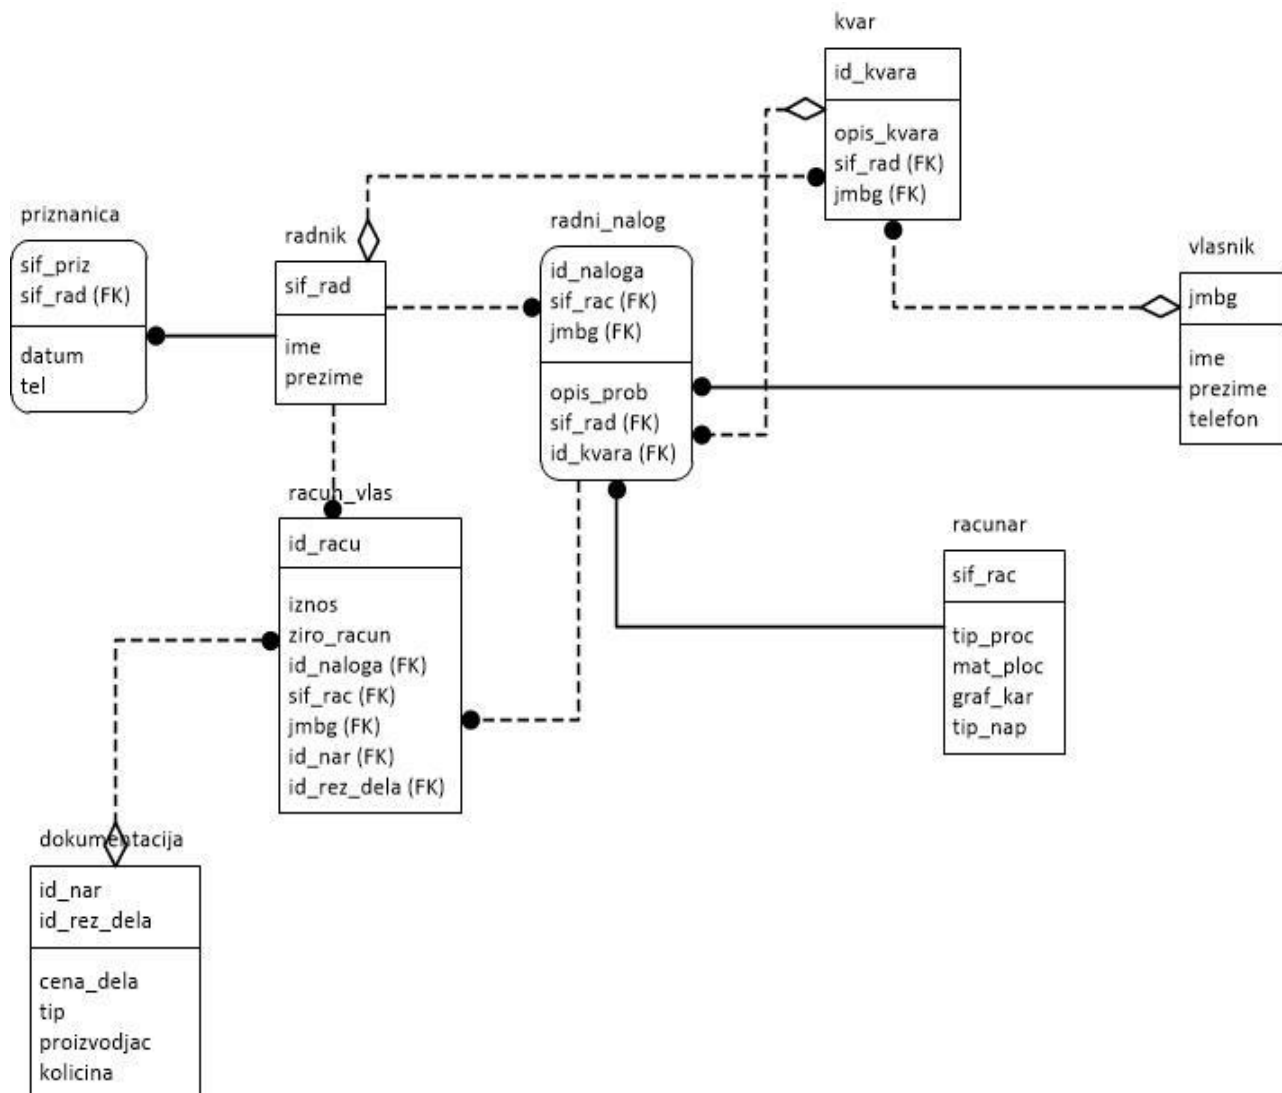 kvar
id_kvara
opis_kvara
sif_rad (FK)
jmbg (FK)
priznanica
sif_priz
sif_rad (FK)
datum
tel
radnik
sif_rad
ime
prezime
radni_nalog
id_naloga
sif_rac (FK)
jmbg (FK)
opis_prob
sif_rad (FK)
id_kvara (FK)
vlasnik
jmbg
ime
prezime
telefon
racun_vlas
id_racu
iznos
ziro_racun
id_naloga (FK)
sif_rac (FK)
jmbg (FK)
id_nar (FK)
id_rez_dela (FK)
racunar
sif_rac
tip_proc
mat_ploc
graf_kar
tip_nap
dokumentacija
id_nar
id_rez_dela
cena_dela
tip
proizvodjac
kolicina